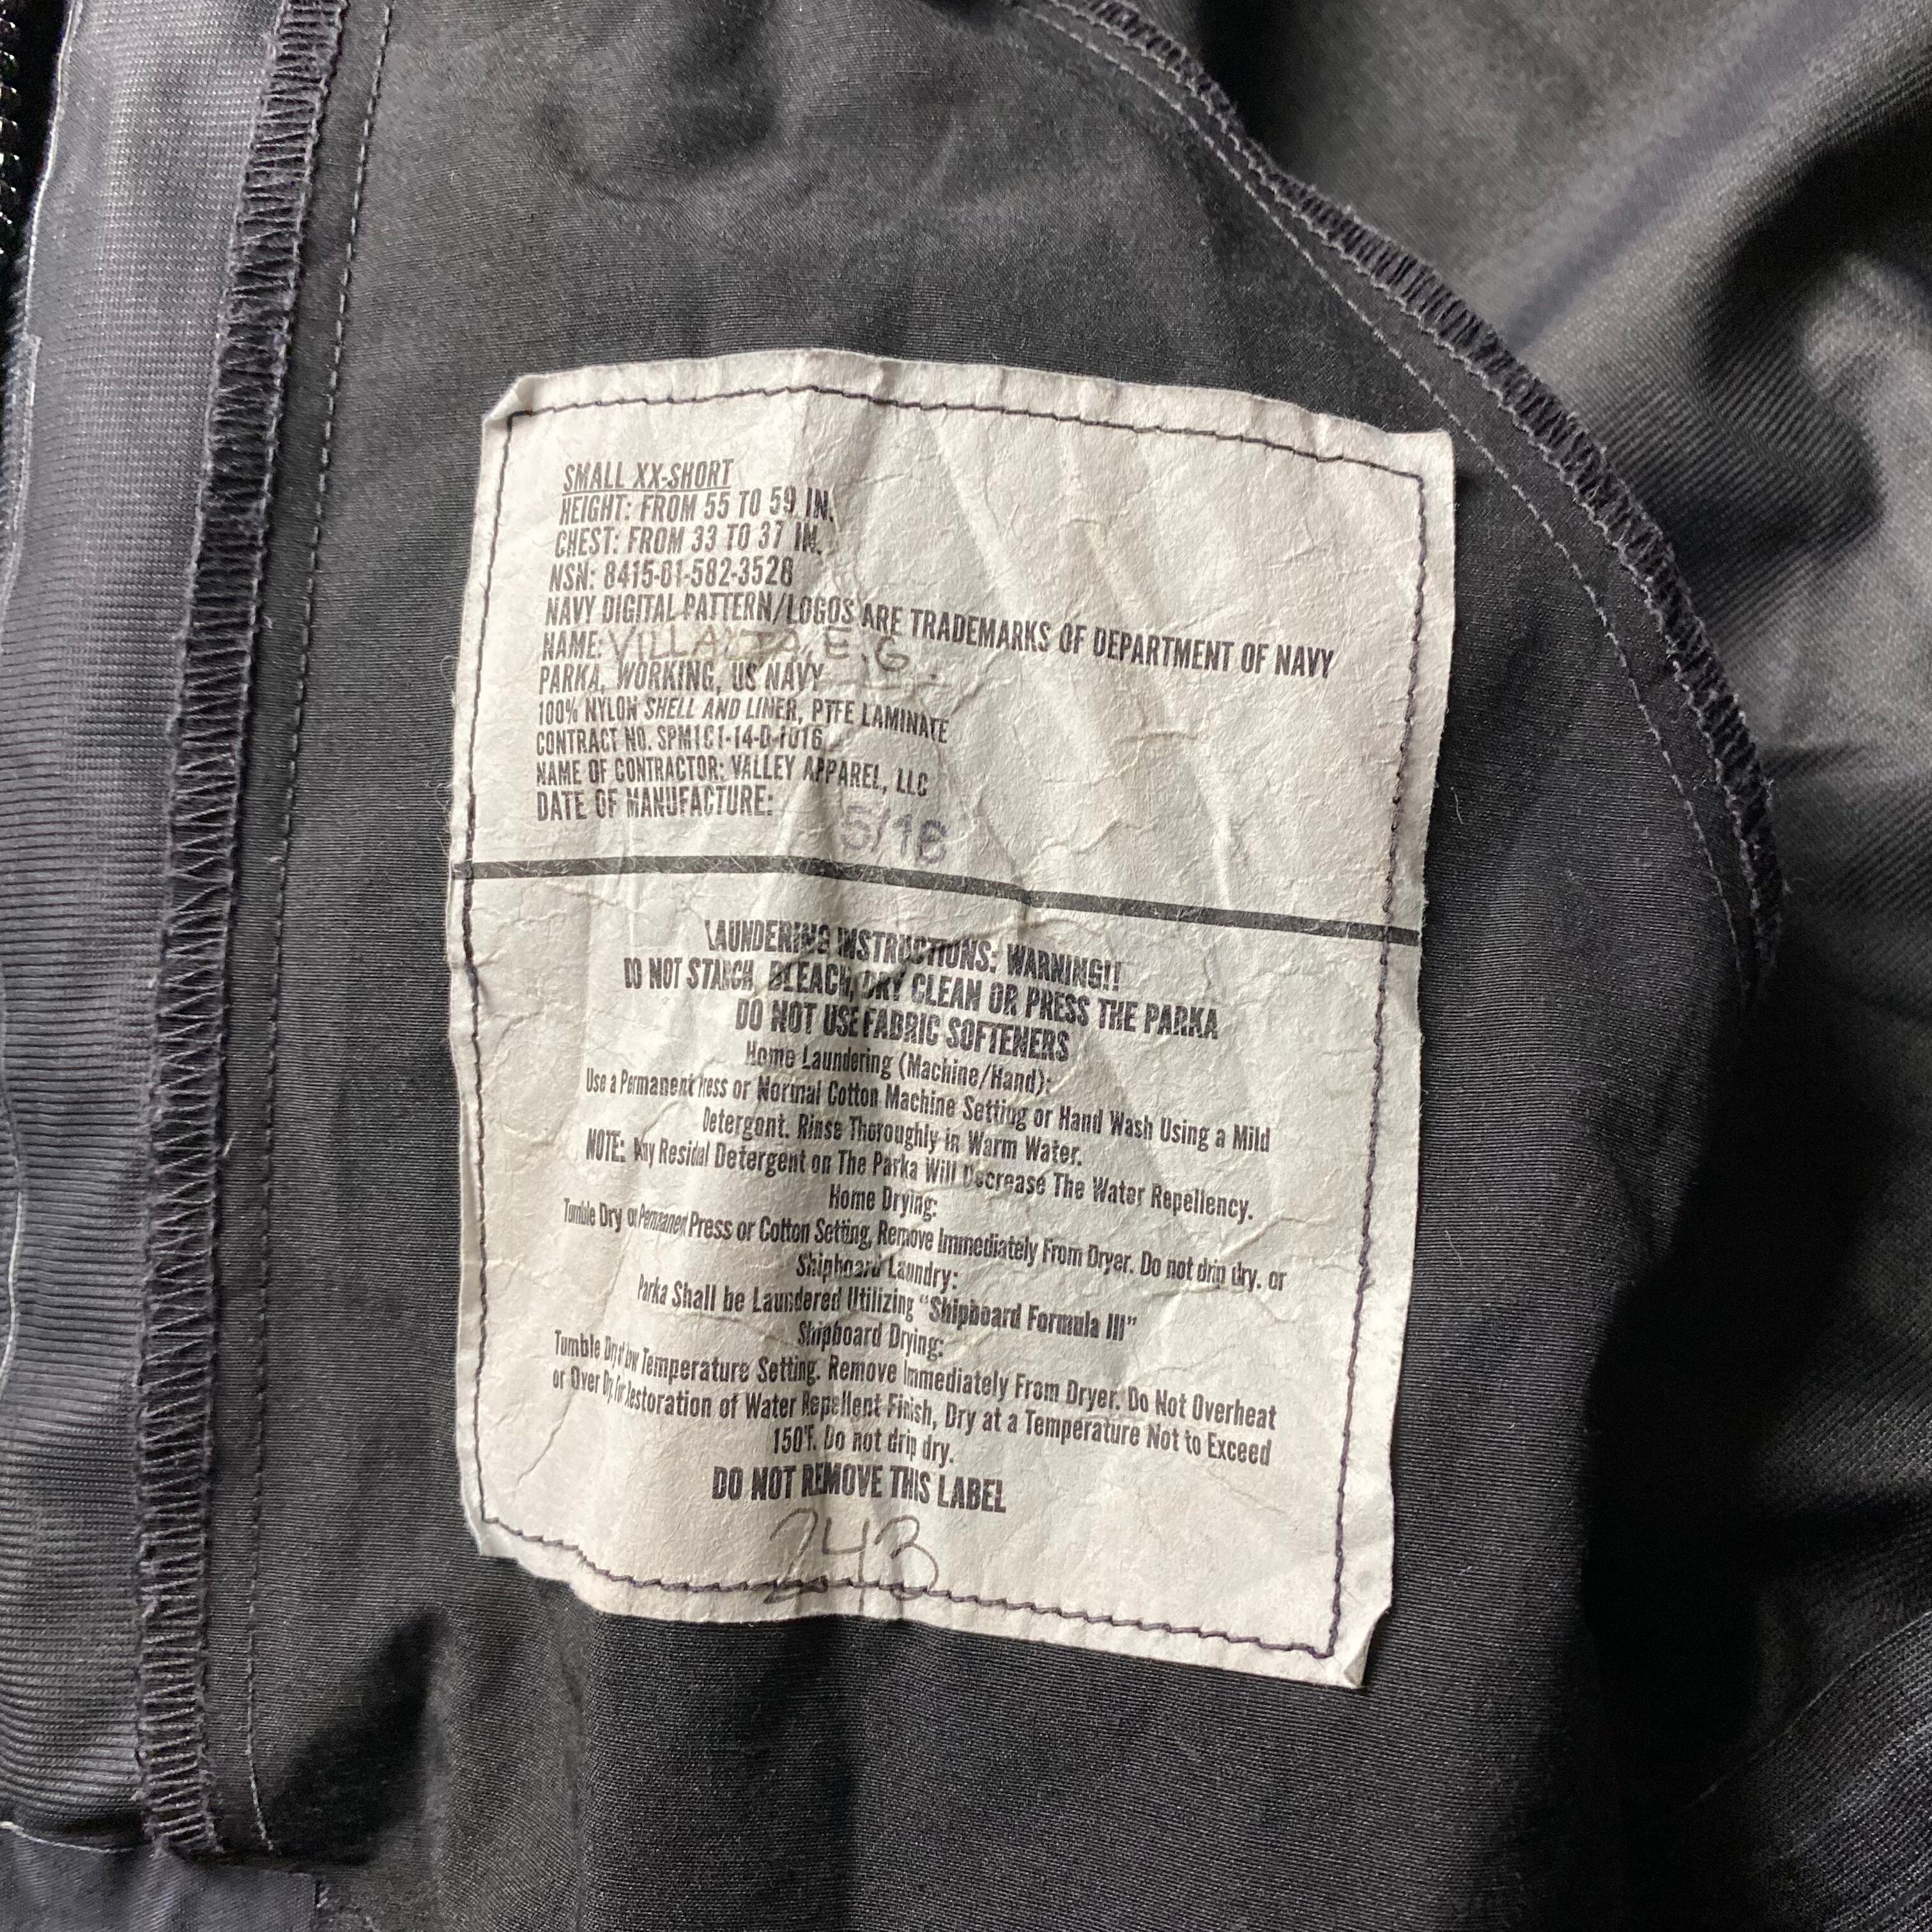 SMALL XX-SHORT
HEIGHT: FROM 55 TO 59 IN.
CHEST: FROM 33 TO 37 IN.
NSN: 8415-01-582-3526
NAVY DIGITAL PATTERN/LOGOS ARE TRADEMARKS OF DEPARTMENT OF NAVY
NAME: E.G.
PARKA, WORKING, US NAVY
100% NYLON SHELL AND LINER, PTFE LAMINATE
CONTRACT NO. SPM1C1-14-D-1016
NAME OF CONTRACTOR: VALLEY APPAREL, LLC
DATE OF MANUFACTURE:
5/16
LAUNDERING INSTRUCTIONS: WARNING!!
DO NOT STARCH, BLEACH, DRY CLEAN OR PRESS THE PARKA
DO NOT USE FABRIC SOFTENERS
Home Laundering (Machine/Hand):
Use a Permanent Press or Normal Cotton Machine Setting or Hand Wash Using a Mild
Detergent. Rinse Thoroughly in Warm Water.
NOTE: Any Residual Detergent on The Parka Will Decrease The Water Repellency.
Home Drying:
Tumble Dry on Permanent Press or Cotton Setting, Remove Immediately From Dryer. Do not drip dry. or
Shipboard Laundry:
Parka Shall be Laundered Utilizing "Shipboard Formula III"
Shipboard Drying:
Tumble Dry Low Temperature Setting. Remove Immediately From Dryer. Do Not Overheat
or Over Dry. For Restoration of Water Repellent Finish, Dry at a Temperature Not to Exceed
150°F. Do not drip dry.
DO NOT REMOVE THIS LABEL
243